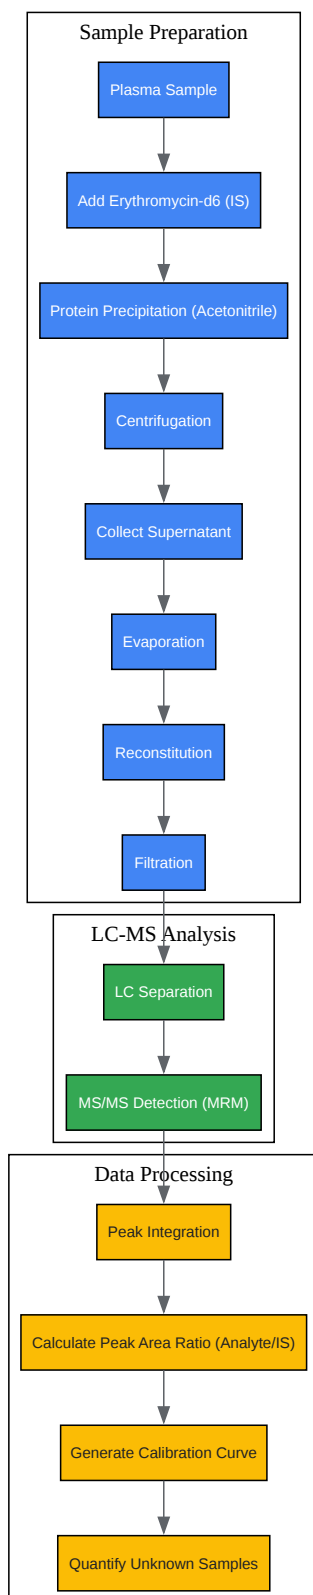 Sample Preparation
Plasma Sample
Add Erythromycin-d6 (IS)
Protein Precipitation (Acetonitrile)
Centrifugation
Collect Supernatant
Evaporation
Reconstitution
Filtration
LC-MS Analysis
LC Separation
MS/MS Detection (MRM)
Data Processing
Peak Integration
Calculate Peak Area Ratio (Analyte/IS)
Generate Calibration Curve
Quantify Unknown Samples